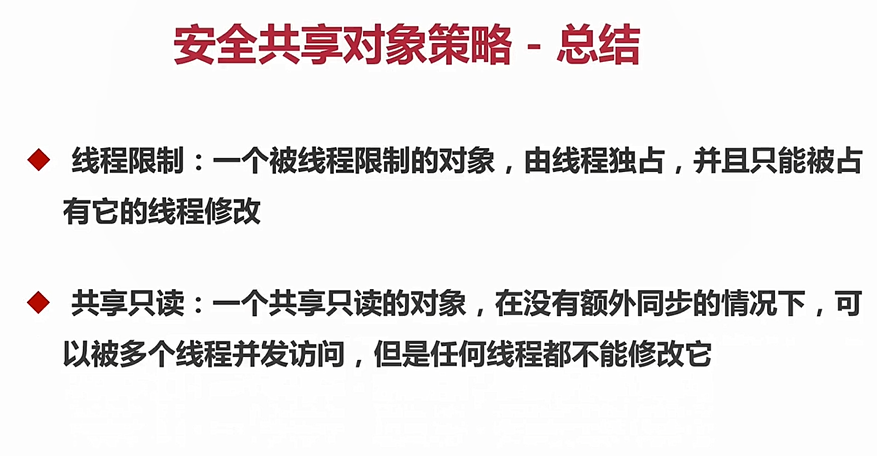 安全共享对象策略 - 总结
线程限制：一个被线程限制的对象，由线程独占，并且只能被占
有它的线程修改
共享只读：一个共享只读的对象，在没有额外同步的情况下，可
以被多个线程并发访问，但是任何线程都不能修改它